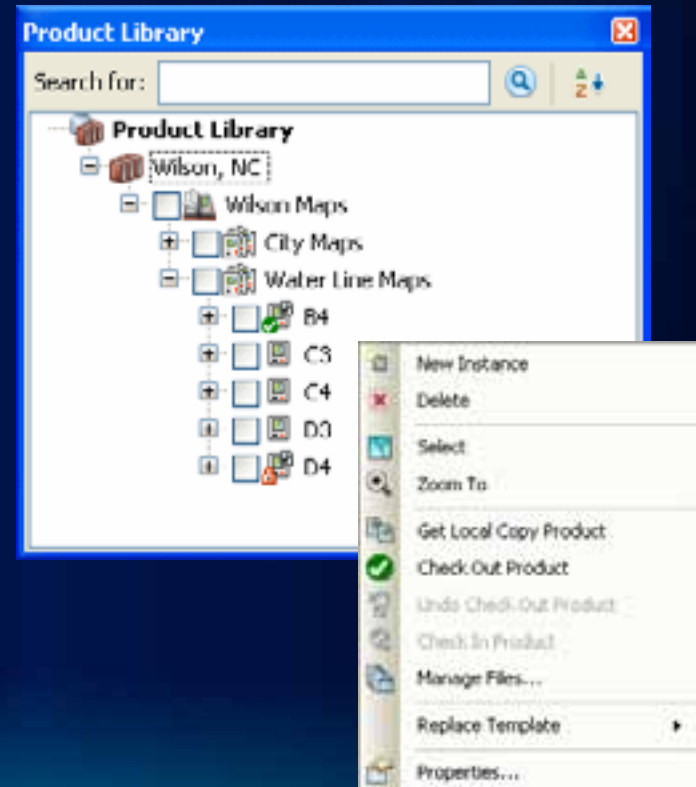 Product Library
Search for:
A
Z
Product Library
Wilson, NC
Wilson Maps
City Maps
Water Line Maps
B4
C3
C4
D3
D4
New Instance
Delete
Select
Zoom To
Get Local Copy Product
Check Out Product
Undo Check Out Product
Check In Product
Manage Files...
Replace Template
Properties...